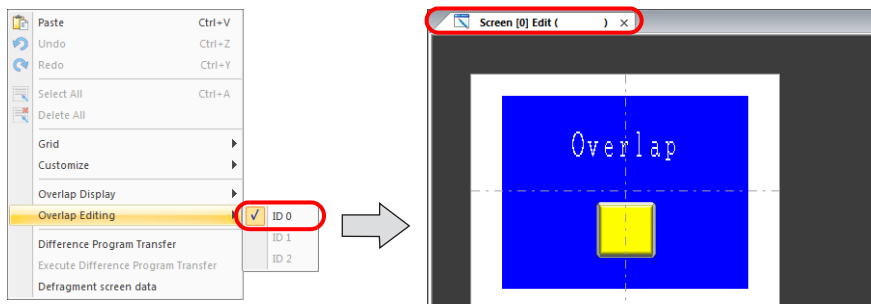 Paste Ctrl+V
Undo Ctrl+Z
Redo Ctrl+Y
Select All Ctrl+A
Delete All
Grid
Customize
Overlap Display
Overlap Editing
ID 0
ID 1
ID 2
Difference Program Transfer
Execute Difference Program Transfer
Defragment screen data
Screen [0] Edit ( )
Overlap